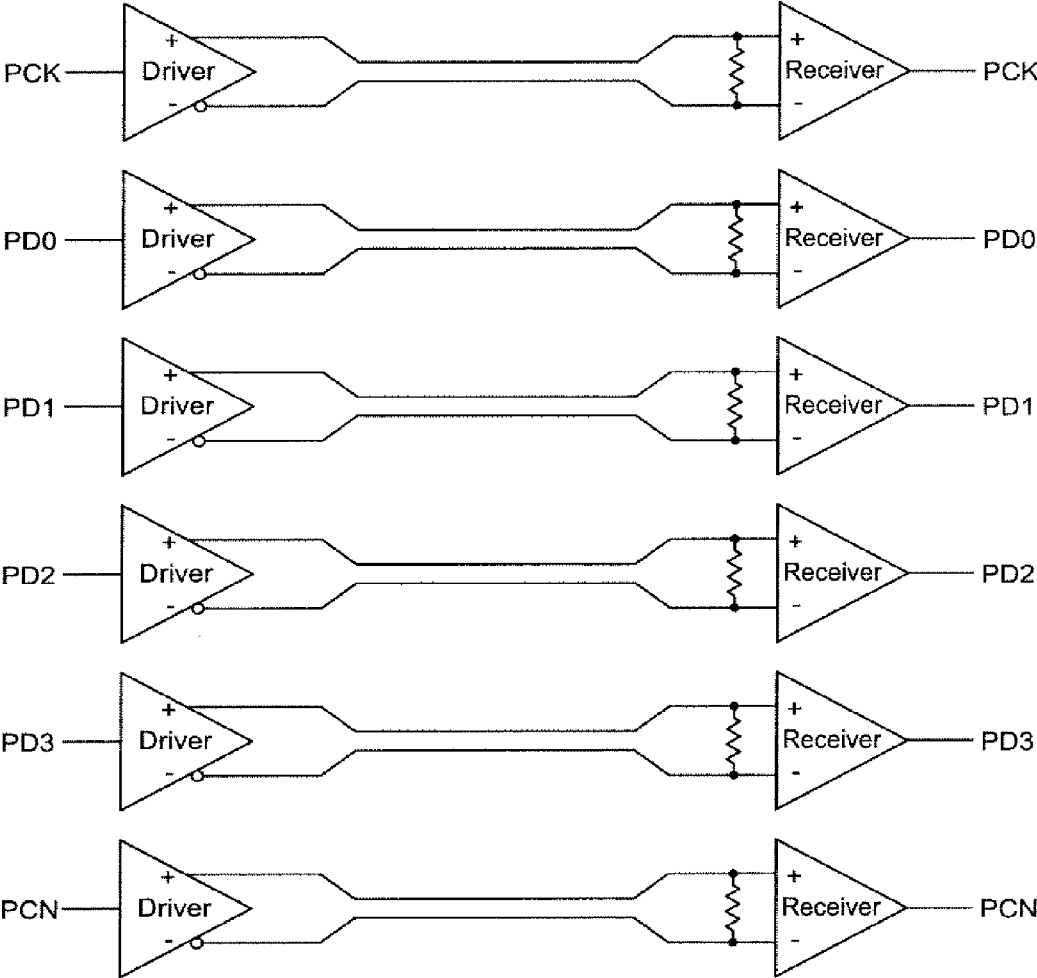 +
PCK Driver
-
+
Receiver PCK
-
+
PD0 Driver
-
+
Receiver PD0
-
+
PD1 Driver
-
+
Receiver PD1
-
+
PD2 Driver
-
+
Receiver PD2
-
+
PD3 Driver
-
+
Receiver PD3
-
+
PCN Driver
-
+
Receiver PCN
-